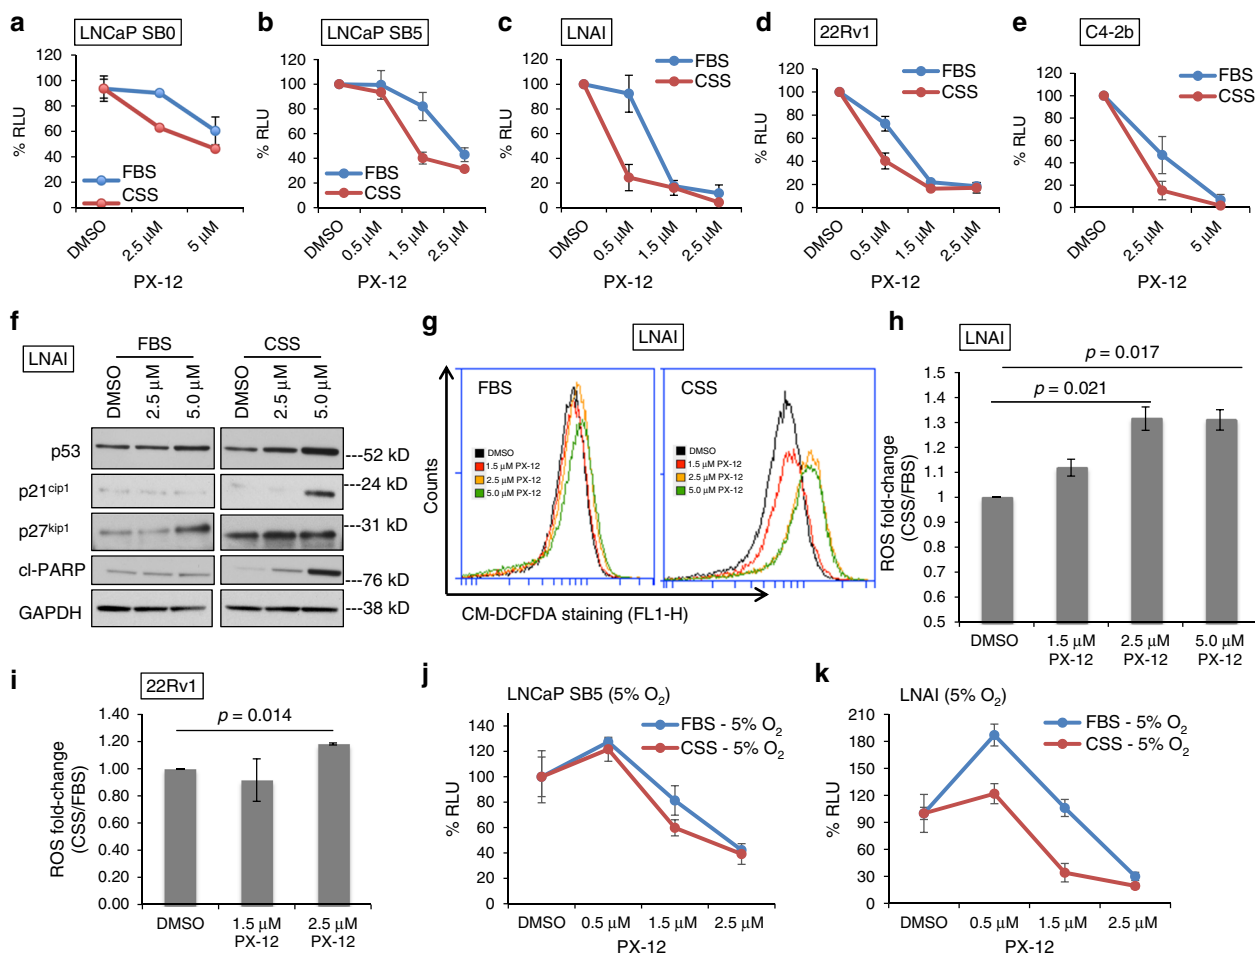 a
LNCaP SB0
120
100
80
60
40
20
0
% RLU
FBS
CSS
DMSO
2.5 µM
5 µM
PX-12
b
LNCaP SB5
120
100
80
60
40
20
0
% RLU
FBS
CSS
DMSO
0.5 µM
1.5 µM
2.5 µM
PX-12
c
LNAI
120
100
80
60
40
20
0
% RLU
FBS
CSS
DMSO
0.5 µM
1.5 µM
2.5 µM
PX-12
d
22Rv1
120
100
80
60
40
20
0
% RLU
FBS
CSS
DMSO
0.5 µM
1.5 µM
2.5 µM
PX-12
e
C4-2b
120
100
80
60
40
20
0
% RLU
FBS
CSS
DMSO
2.5 µM
5 µM
PX-12
f
LNAI
FBS
CSS
DMSO
2.5 µM
5.0 µM
DMSO
2.5 µM
5.0 µM
p53
---52 kD
p21cip1
---24 kD
p27kip1
---31 kD
cl-PARP
---76 kD
GAPDH
---38 kD
g
LNAI
Counts
FBS
DMSO
1.5 µM PX-12
2.5 µM PX-12
5.0 µM PX-12
CSS
DMSO
1.5 µM PX-12
2.5 µM PX-12
5.0 µM PX-12
CM-DCFDA staining (FL1-H)
h
LNAI
p = 0.017
p = 0.021
1.5
1.4
1.3
1.2
1.1
1
0.9
0.8
0.7
0.6
0.5
ROS fold-change
(CSS/FBS)
DMSO
1.5 µM
PX-12
2.5 µM
PX-12
5.0 µM
PX-12
i
22Rv1
p = 0.014
1.40
1.20
1.00
0.80
0.60
0.40
0.20
0.00
ROS fold-change
(CSS/FBS)
DMSO
1.5 µM
PX-12
2.5 µM
PX-12
j
LNCaP SB5 (5% O2)
140
120
100
80
60
40
20
0
% RLU
FBS - 5% O2
CSS - 5% O2
DMSO
0.5 µM
1.5 µM
2.5 µM
PX-12
k
LNAI (5% O2)
210
180
150
120
90
60
30
0
% RLU
FBS - 5% O2
CSS - 5% O2
DMSO
0.5 µM
1.5 µM
2.5 µM
PX-12